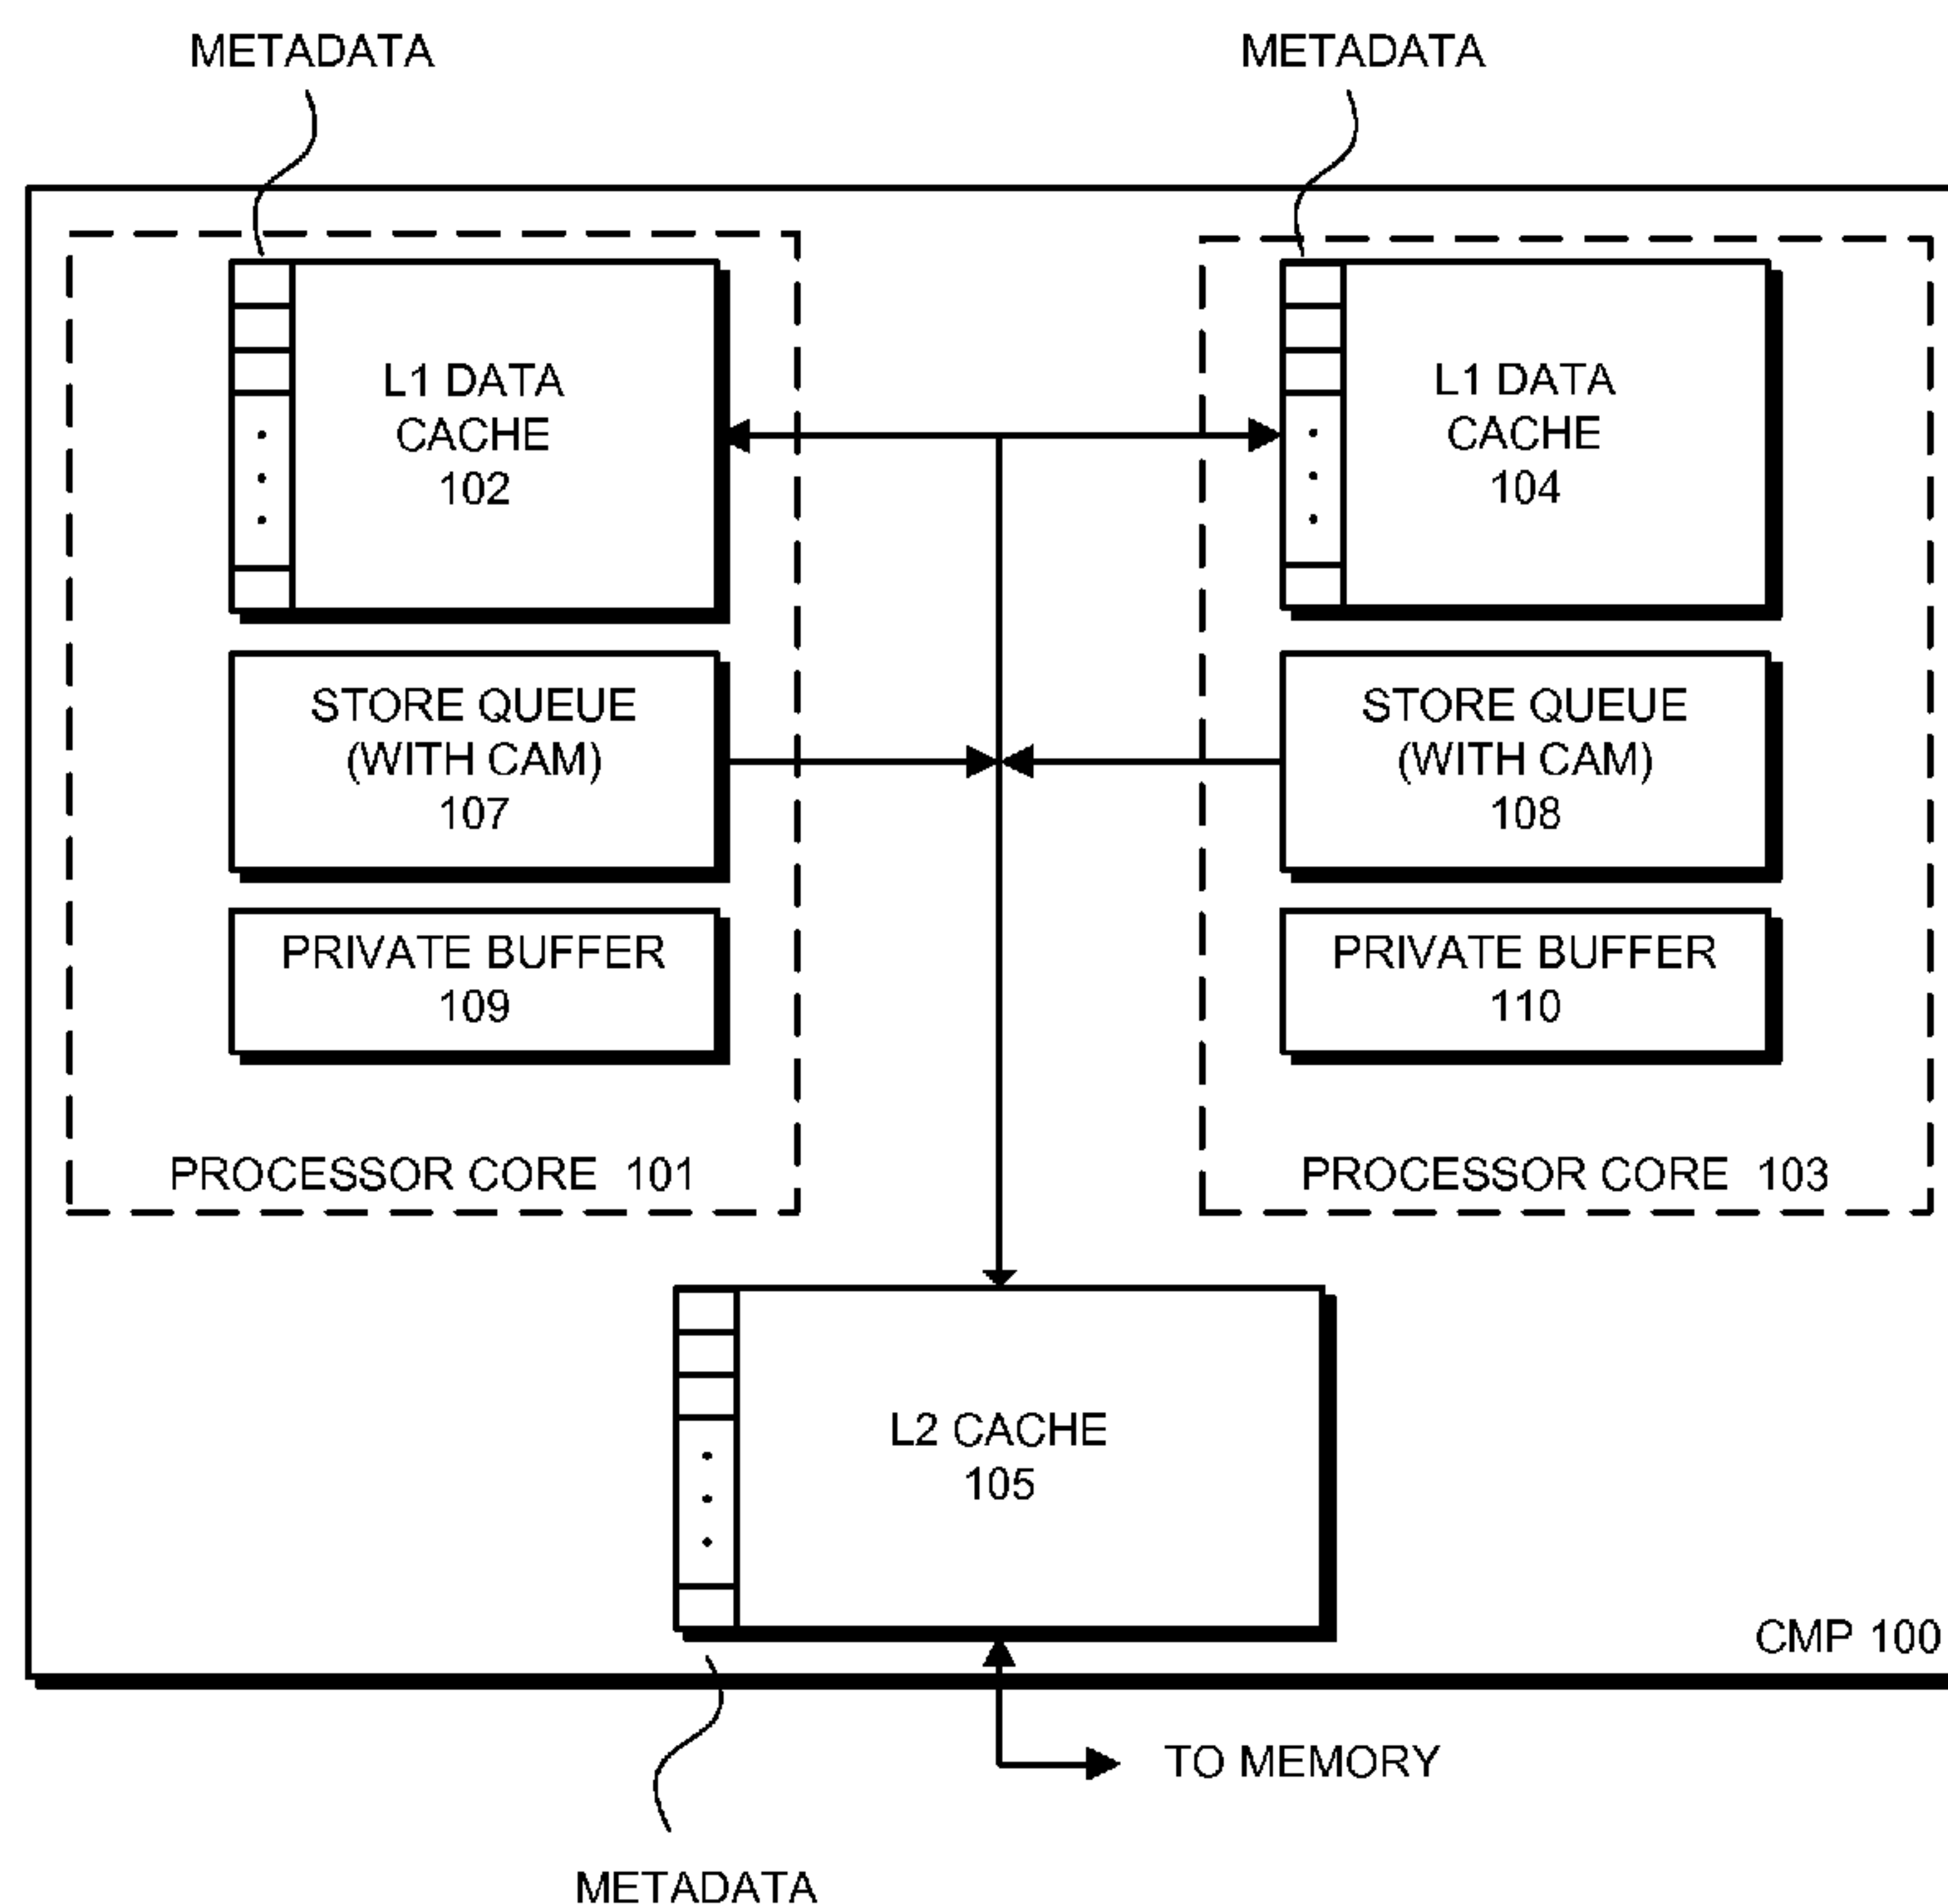 METADATA
METADATA
L1 DATA
CACHE
102
L1 DATA
CACHE
104
STORE QUEUE
(WITH CAM)
107
STORE QUEUE
(WITH CAM)
108
PRIVATE BUFFER
109
PRIVATE BUFFER
110
PROCESSOR CORE 101
PROCESSOR CORE 103
L2 CACHE
105
CMP 100
TO MEMORY
METADATA